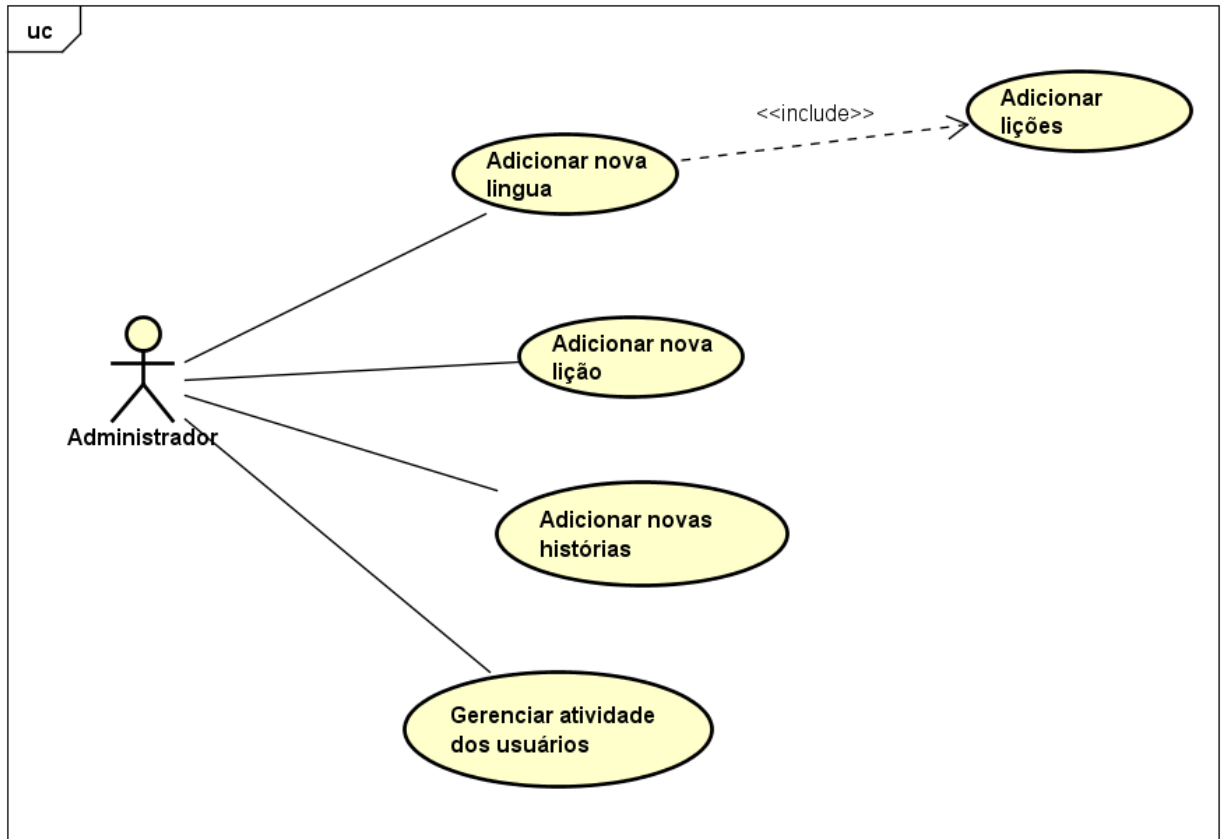 uc
<<include>>
Adicionar
lições
Adicionar nova
lingua
Adicionar nova
lição
Administrador
Adicionar novas
histórias
Gerenciar atividade
dos usuários